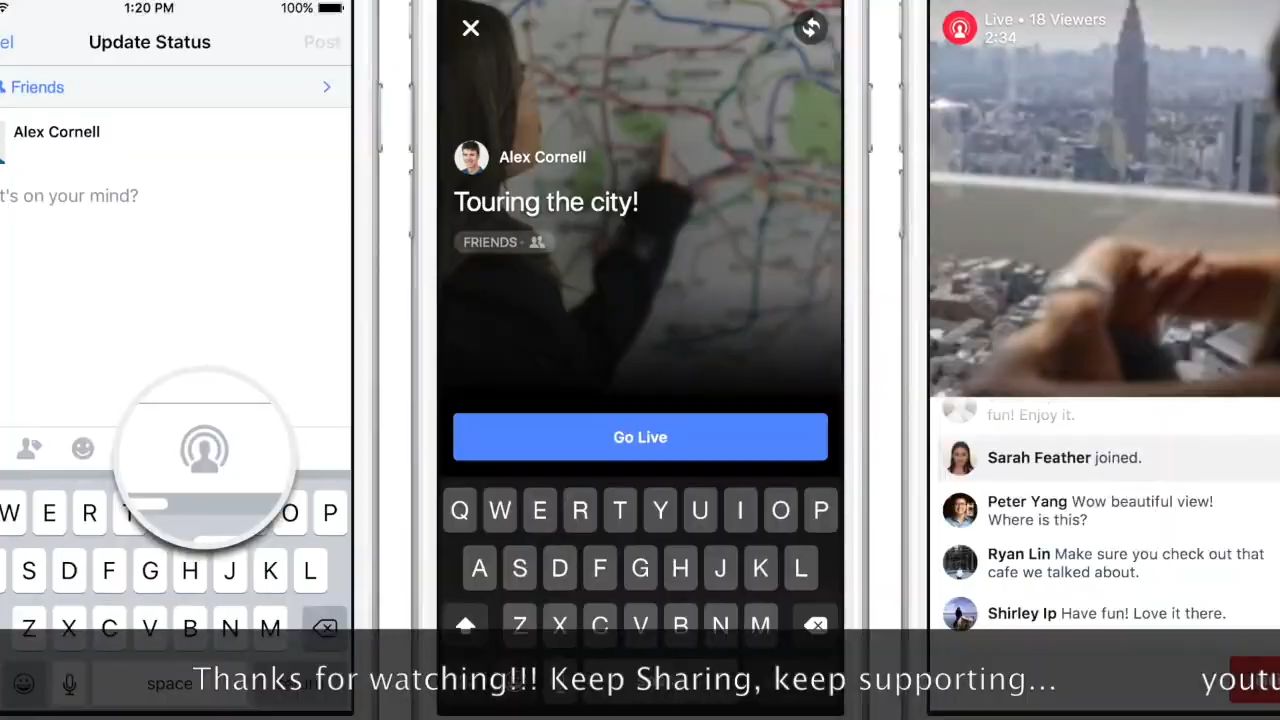 1:20 PM
100%
el
Update Status
Post
Friends
Alex Cornell
t's on your mind?
W E R T O P
S D F G H J K L
Z X C V B N M
space
Alex Cornell
Touring the city!
FRIENDS
Go Live
Q W E R T Y U I O P
A S D F G H J K L
Z X C V B N M
Live • 18 Viewers
2:34
fun! Enjoy it.
Sarah Feather joined.
Peter Yang Wow beautiful view!
Where is this?
Ryan Lin Make sure you check out that
cafe we talked about.
Shirley Ip Have fun! Love it there.
Thanks for watching!!! Keep Sharing, keep supporting... youtu